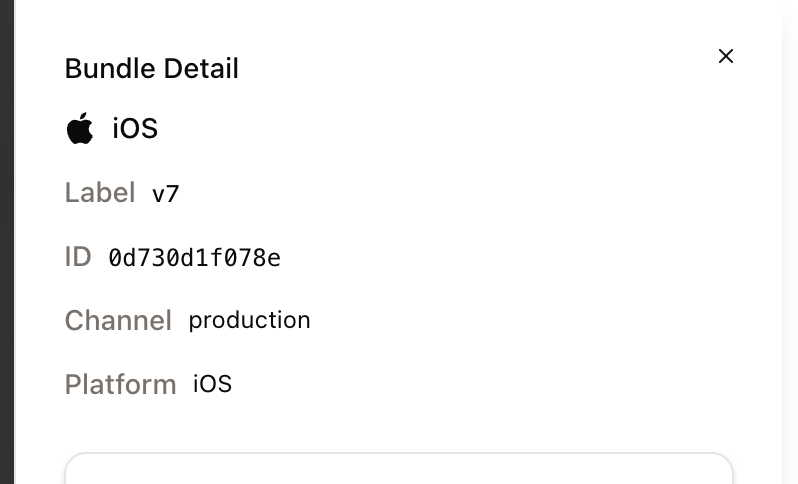 Bundle Detail
iOS
Label v7
ID 0d730d1f078e
Channel production
Platform iOS